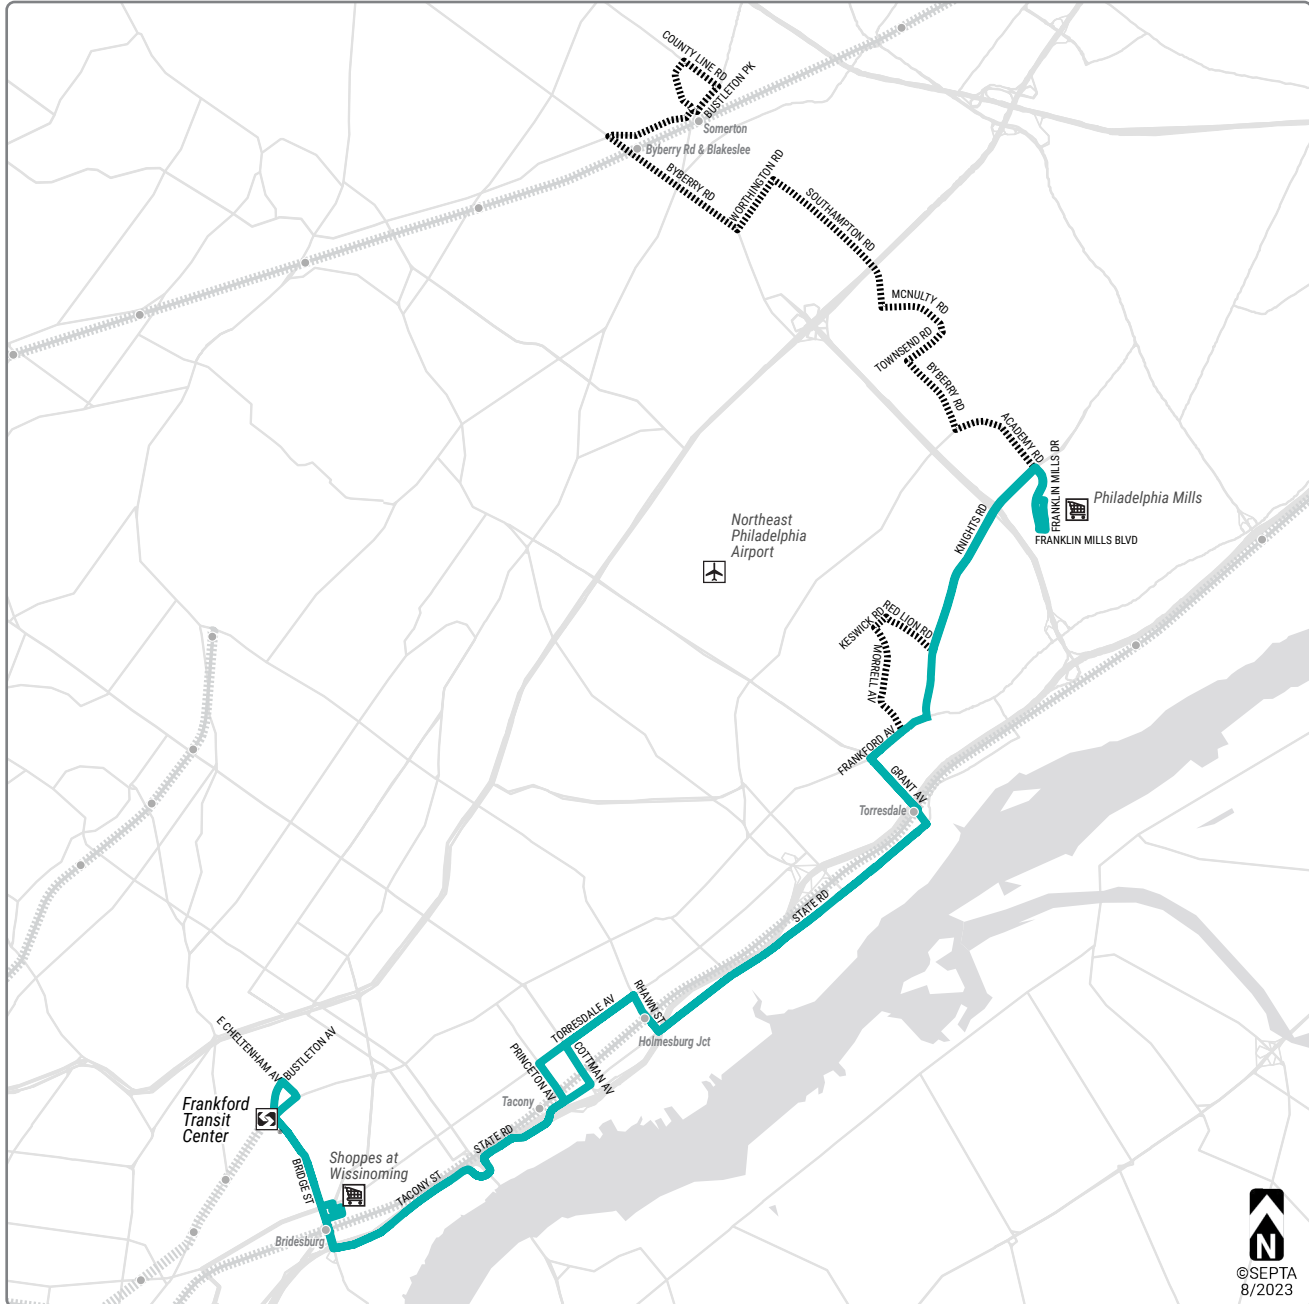 COUNTY LINE RD
BUSTLETON PK
Somerton
Byberry Rd & Blakeslee
BYBERRY RD
WORTHINGTON RD
SOUTHAMPTON RD
MCNULTY RD
TOWNSEND RD
BYBERRY RD
ACADEMY RD
FRANKLIN MILLS DR
Philadelphia Mills
FRANKLIN MILLS BLVD
KNIGHTS RD
Northeast
Philadelphia
Airport
RED LION RD
KESWICK RD
MORRELL AV
FRANKFORD AV
GRANT AV
Torresdale
STATE RD
RHAWN ST
TORRESDALE AV
Holmesburg Jct
PRINCETON AV
COTTMAN AV
Tacony
STATE RD
E CHELTENHAM AV
BUSTLETON AV
Frankford
Transit
Center
Shoppes at
Wissinoming
BRIDGE ST
TACONY ST
Bridesburg
N
©SEPTA
8/2023